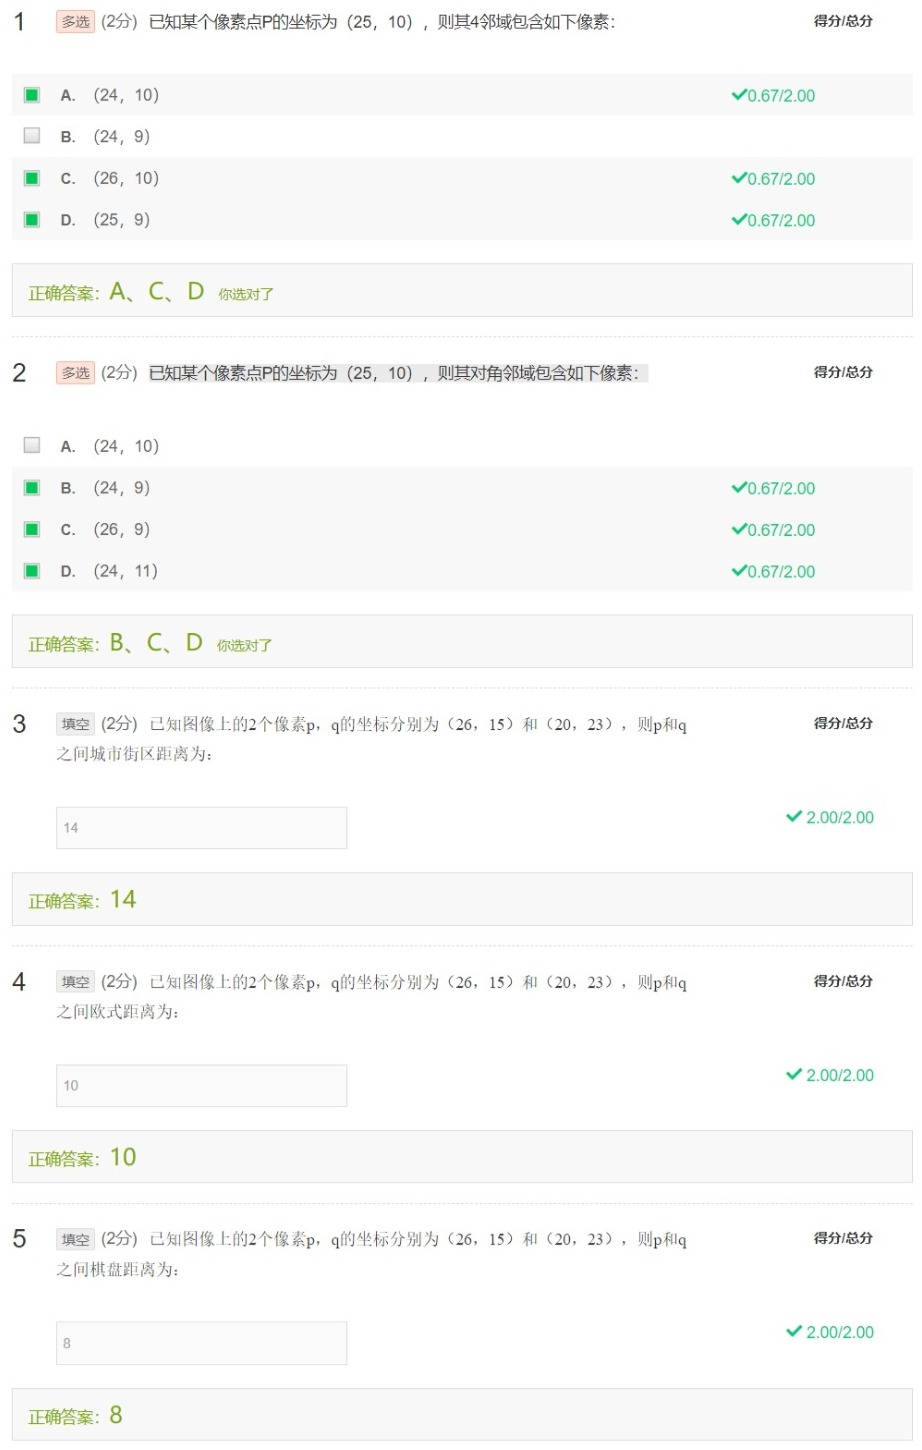 1 多选 (2分) 已知某个像素点P的坐标为（25，10），则其4邻域包含如下像素： 得分/总分
A. （24，10） 0.67/2.00
B. （24，9）
C. （26，10） 0.67/2.00
D. （25，9） 0.67/2.00
正确答案：A、C、D 你选对了
2 多选 (2分) 已知某个像素点P的坐标为（25，10），则其对角邻域包含如下像素： 得分/总分
A. （24，10）
B. （24，9） 0.67/2.00
C. （26，9） 0.67/2.00
D. （24，11） 0.67/2.00
正确答案：B、C、D 你选对了
3 填空 (2分) 已知图像上的2个像素p，q的坐标分别为（26，15）和（20，23），则p和q 得分/总分
之间城市街区距离为：
14 2.00/2.00
正确答案：14
4 填空 (2分) 已知图像上的2个像素p，q的坐标分别为（26，15）和（20，23），则p和q 得分/总分
之间欧式距离为：
10 2.00/2.00
正确答案：10
5 填空 (2分) 已知图像上的2个像素p，q的坐标分别为（26，15）和（20，23），则p和q 得分/总分
之间棋盘距离为：
8 2.00/2.00
正确答案：8